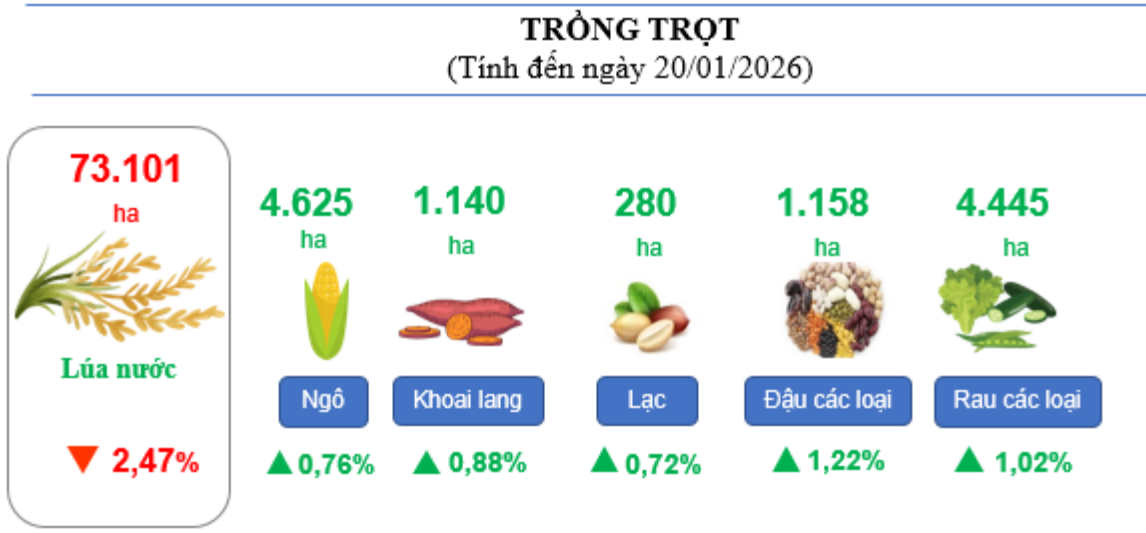 TRỒNG TRỌT
(Tính đến ngày 20/01/2026)
73.101
ha
Lúa nước
▼ 2,47%
4.625
ha
Ngô
▲ 0,76%
1.140
ha
Khoai lang
▲ 0,88%
280
ha
Lạc
▲ 0,72%
1.158
ha
Đậu các loại
▲ 1,22%
4.445
ha
Rau các loại
▲ 1,02%